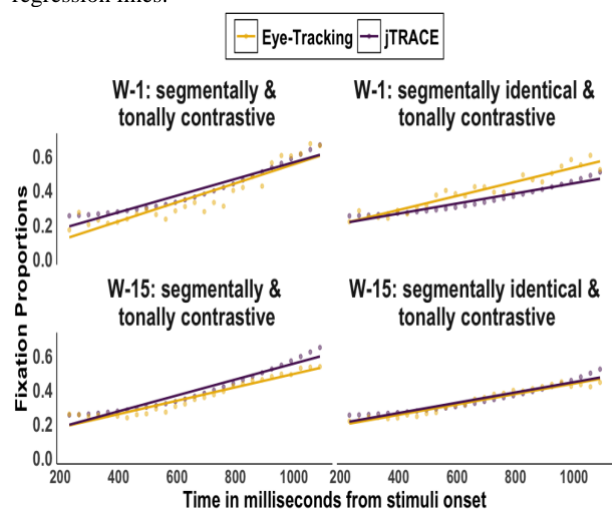 regression lines.
Eye-Tracking jTRACE
W-1: segmentally &
tonally contrastive
W-1: segmentally identical &
tonally contrastive
Fixation Proportions
0.6
0.4
0.2
0.0
W-15: segmentally &
tonally contrastive
W-15: segmentally identical &
tonally contrastive
0.6
0.4
0.2
0.0
200 400 600 800 1000
200 400 600 800 1000
Time in milliseconds from stimuli onset